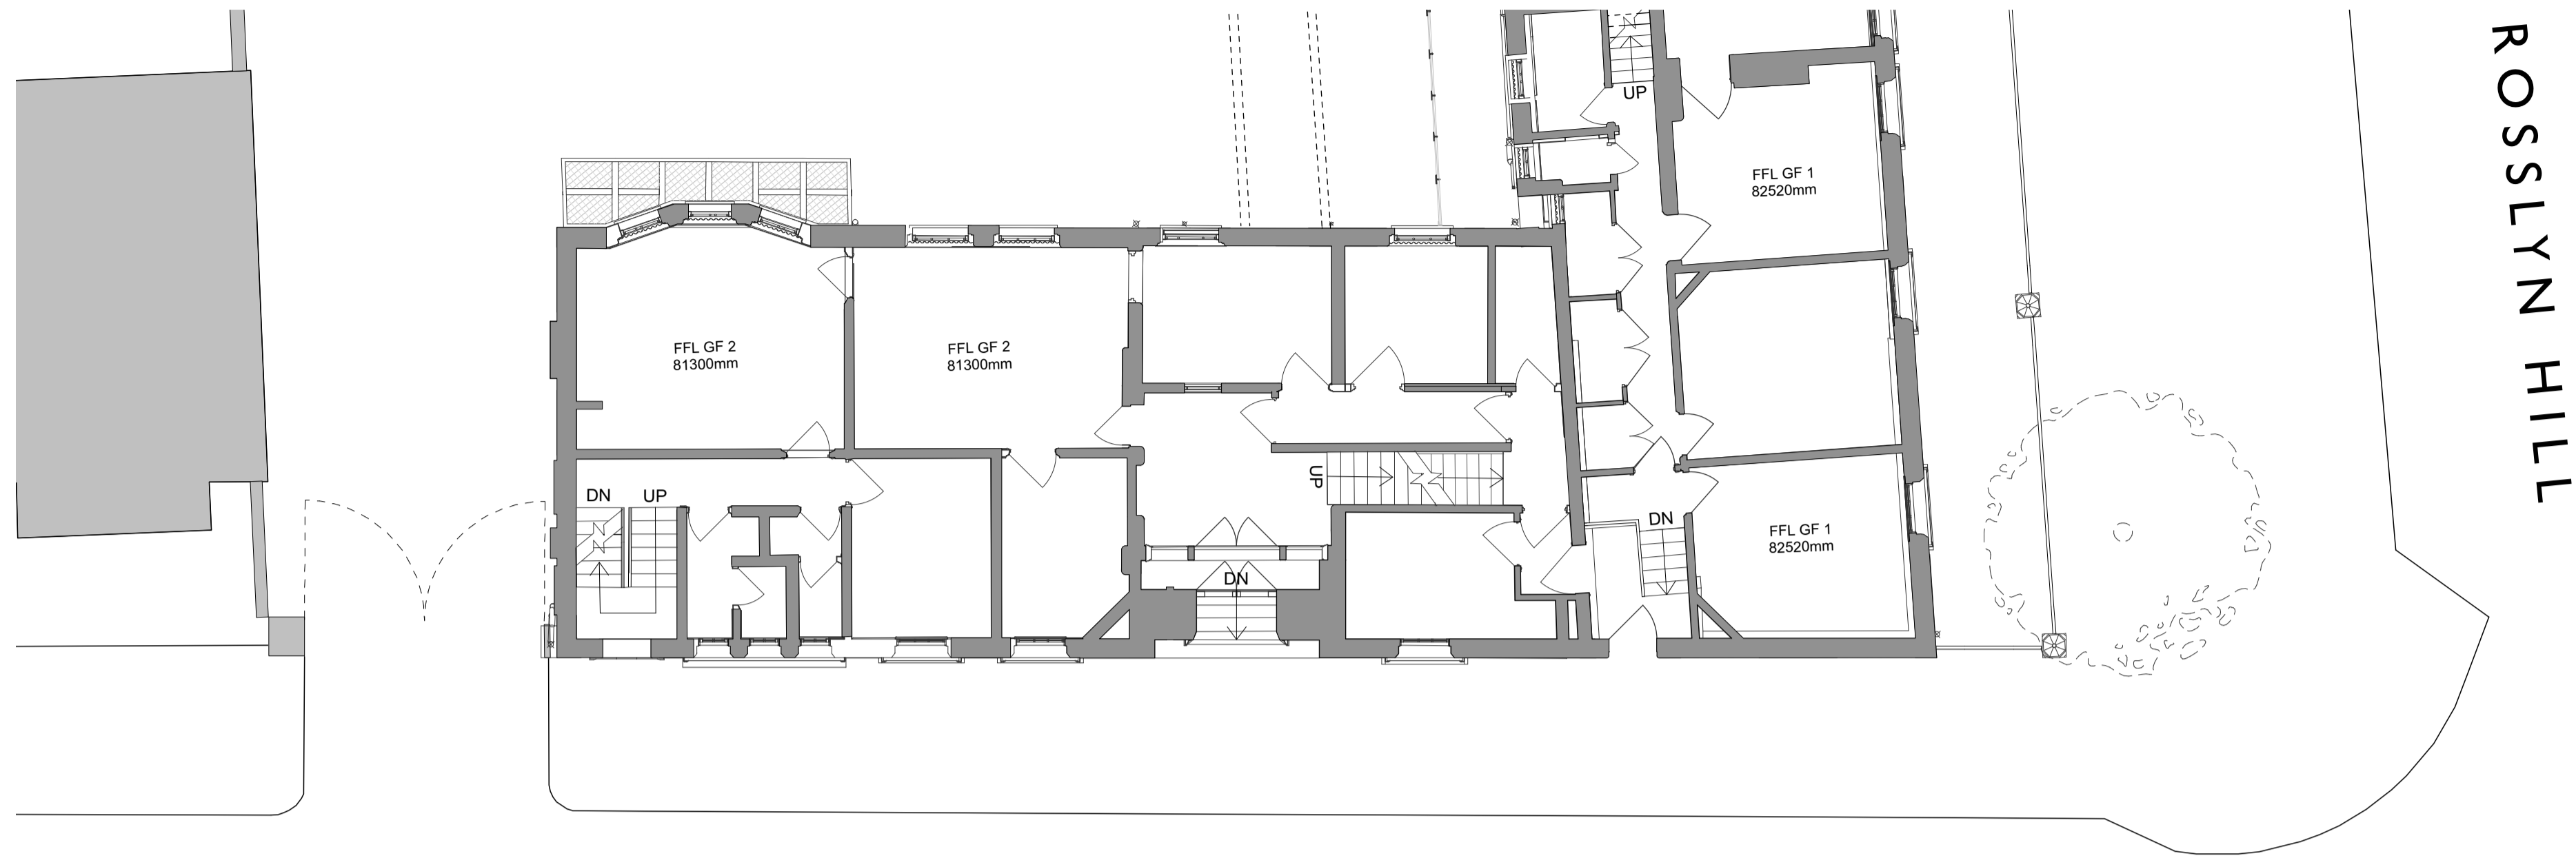 ROSSLYN HILL
UP
FFL GF 1
82520mm
FFL GF 2
81300mm
FFL GF 2
81300mm
UP
DN
UP
DN
FFL GF 1
82520mm
DN